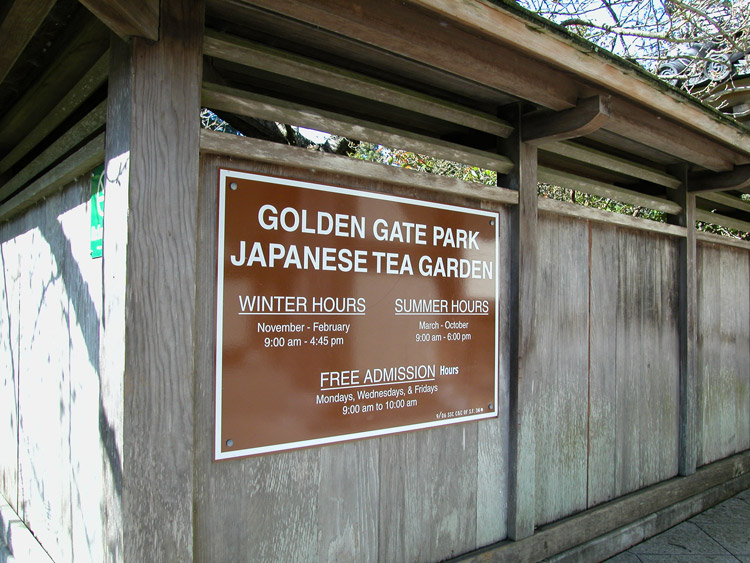 GOLDEN GATE PARK
JAPANESE TEA GARDEN
WINTER HOURS
November - February
9:00 am - 4:45 pm
SUMMER HOURS
March - October
9:00 am - 6:00 pm
FREE ADMISSION Hours
Mondays, Wednesdays, & Fridays
9:00 am to 10:00 am
OF S.F.